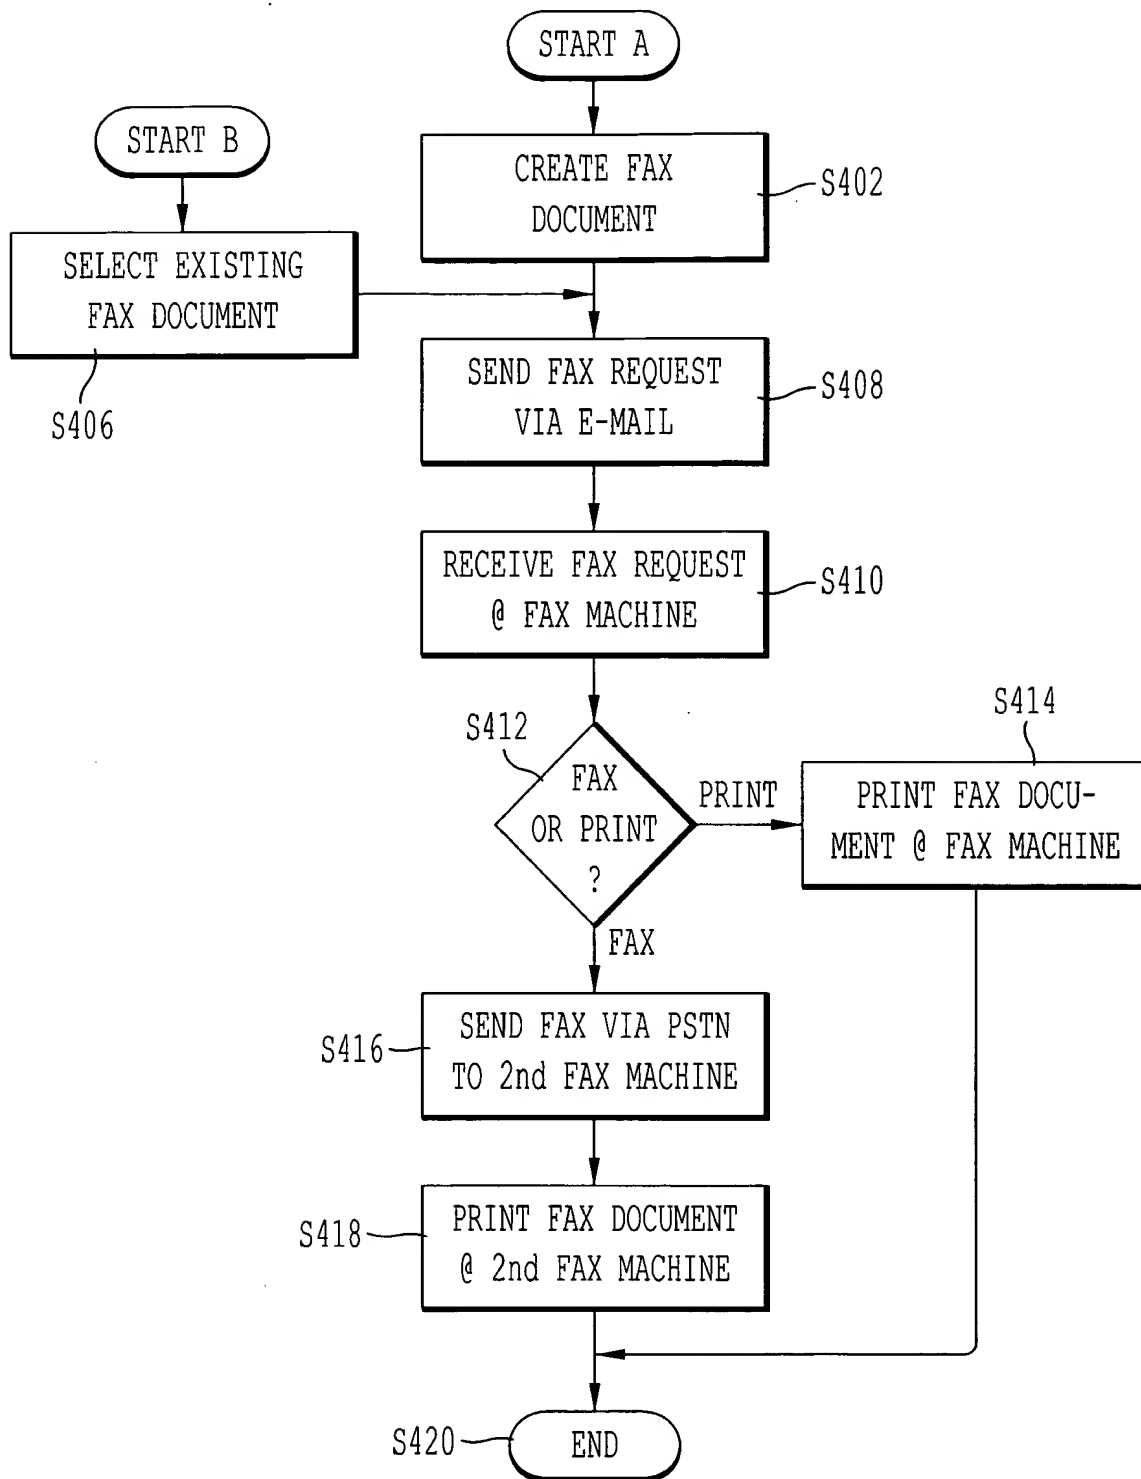 START A
START B
CREATE FAX
DOCUMENT
S402
SELECT EXISTING
FAX DOCUMENT
S406
SEND FAX REQUEST
VIA E-MAIL
S408
RECEIVE FAX REQUEST
@ FAX MACHINE
S410
S412
FAX
OR PRINT
?
PRINT
S414
PRINT FAX DOCU-
MENT @ FAX MACHINE
FAX
S416
SEND FAX VIA PSTN
TO 2nd FAX MACHINE
S418
PRINT FAX DOCUMENT
@ 2nd FAX MACHINE
S420
END